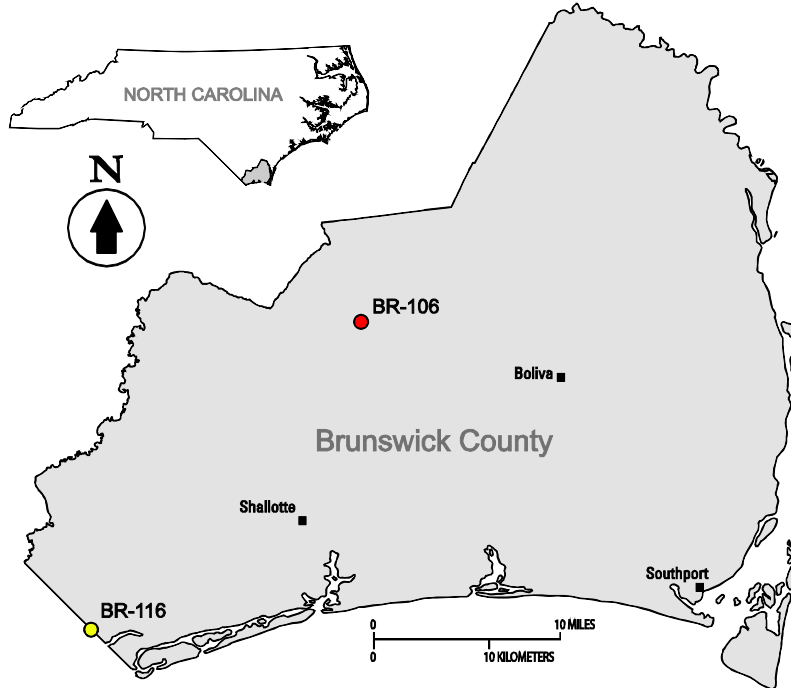 NORTH CAROLINA
N
BR-106
Boliva
Brunswick County
Shallotte
Southport
BR-116
0 10 MILES
0 10 KILOMETERS